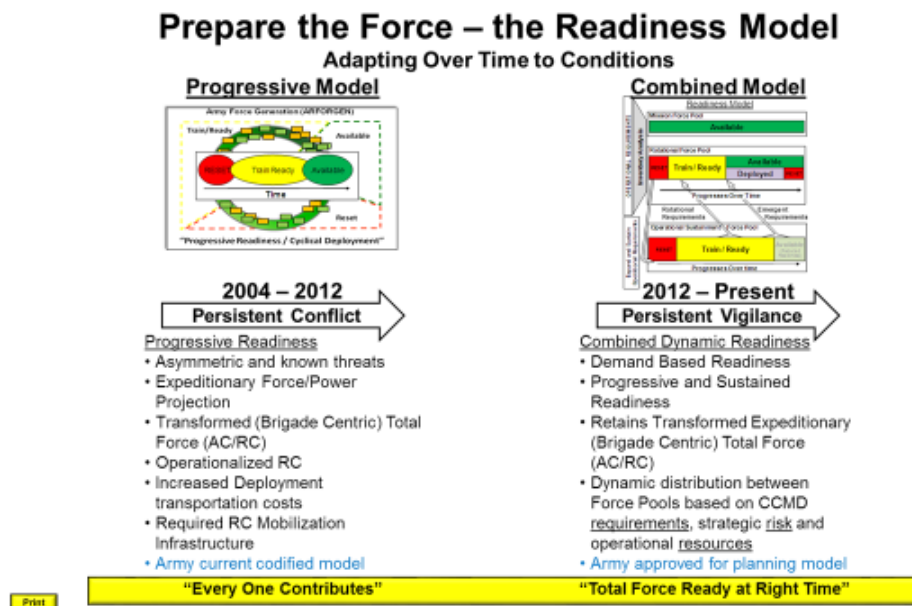 Prepare the Force – the Readiness Model
Adapting Over Time to Conditions
Progressive Model
Army Force Generation (ARFORGEN)
Train/Ready
Available
RESET
Train Ready
Available
Time
Reset
"Progressive Readiness / Cyclical Deployment"
2004 – 2012
Persistent Conflict
Progressive Readiness
• Asymmetric and known threats
• Expeditionary Force/Power
Projection
• Transformed (Brigade Centric) Total
Force (AC/RC)
• Operationalized RC
• Increased Deployment
transportation costs
• Required RC Mobilization
Infrastructure
• Army current codified model
"Every One Contributes"
Combined Model
Readiness Model
Mission Force Pool
Available
Rotational Force Pool
Train/Ready
Available
Deployed
Progresses Over Time
Rotational
Requirements
Emergent
Requirements
Operational Sustainment Force Pool
Train/Ready
Available
Progresses Over time
2012 – Present
Persistent Vigilance
Combined Dynamic Readiness
• Demand Based Readiness
• Progressive and Sustained
Readiness
• Retains Transformed Expeditionary
(Brigade Centric) Total Force
(AC/RC)
• Dynamic distribution between
Force Pools based on CCMD
requirements, strategic risk and
operational resources
• Army approved for planning model
"Total Force Ready at Right Time"
Print